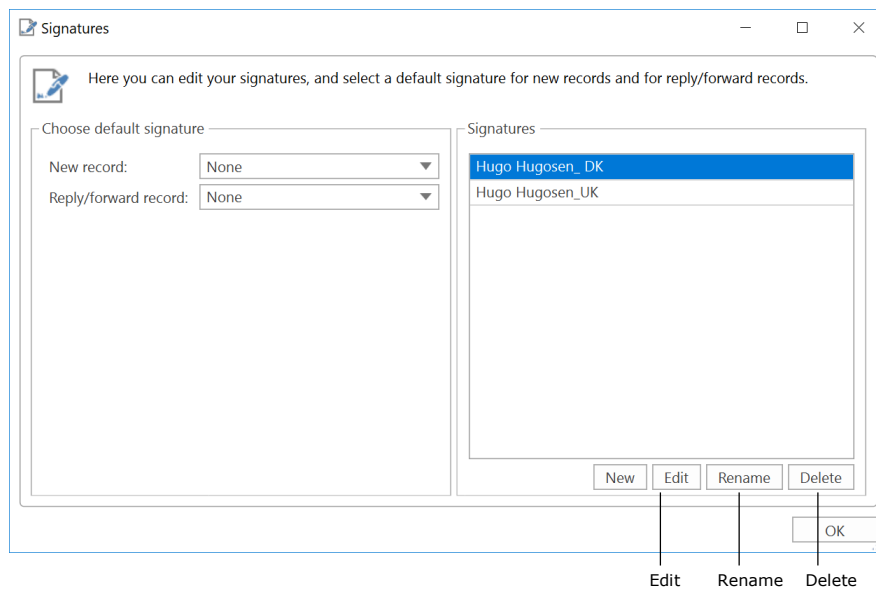 Signatures
Here you can edit your signatures, and select a default signature for new records and for reply/forward records.
Choose default signature
New record: None
Reply/forward record: None
Signatures
Hugo Hugosen_ DK
Hugo Hugosen_UK
New Edit Rename Delete
OK
Edit Rename Delete